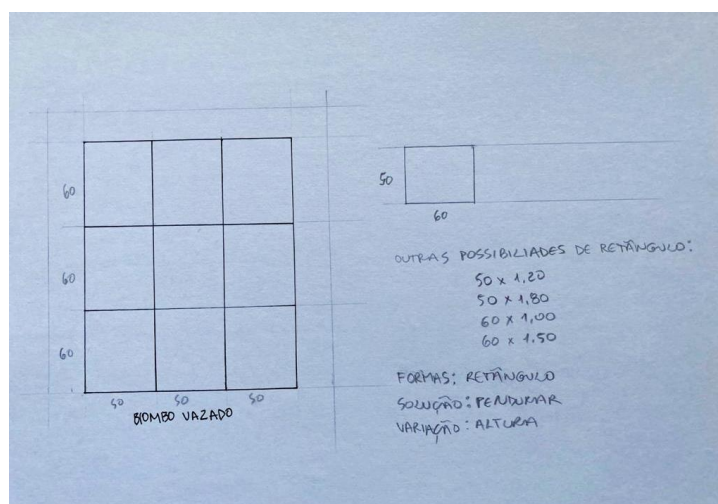 60
60
60
50 50 50
BIOMBO VAZADO
50
60
OUTRAS POSSIBILIADES DE RETÂNGULO:
50 x 1,20
50 x 1,80
60 x 1,00
60 x 1,50
FORMAS: RETÂNGULO
SOLUÇÃO: PENDURAR
VARIAÇÃO: ALTURA